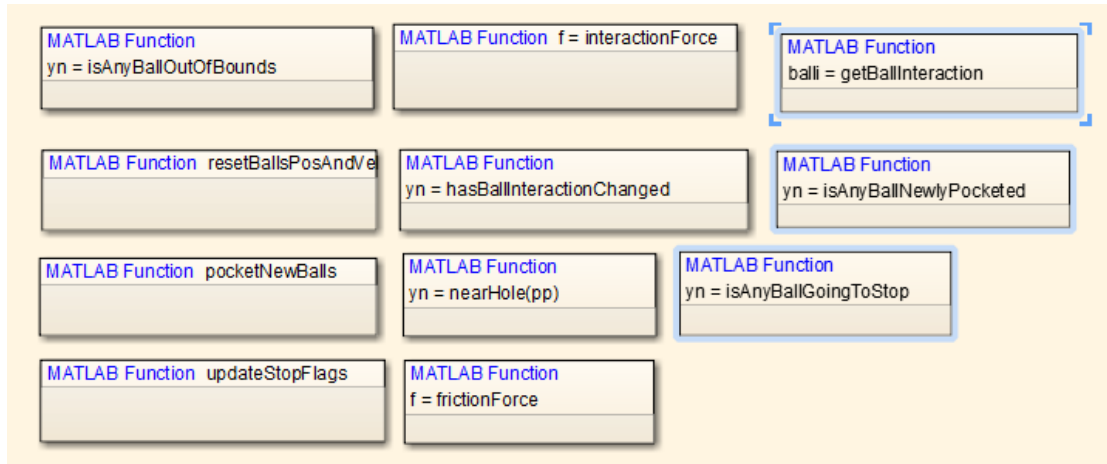 MATLAB Function
yn = isAnyBallOutOfBounds
MATLAB Function f = interactionForce
MATLAB Function
balli = getBallInteraction
MATLAB Function resetBallsPosAndVe
MATLAB Function
yn = hasBallInteractionChanged
MATLAB Function
yn = isAnyBallNewlyPocketed
MATLAB Function pocketNewBalls
MATLAB Function
yn = nearHole(pp)
MATLAB Function
yn = isAnyBallGoingToStop
MATLAB Function updateStopFlags
MATLAB Function
f = frictionForce